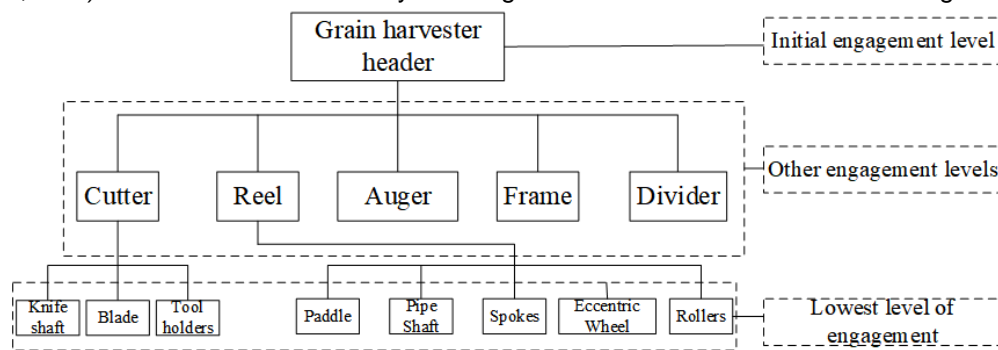 Grain harvester
header
Initial engagement level
Cutter
Reel
Auger
Frame
Divider
Other engagement levels
Knife
shaft
Blade
Tool
holders
Paddle
Pipe
Shaft
Spokes
Eccentric
Wheel
Rollers
Lowest level of
engagement